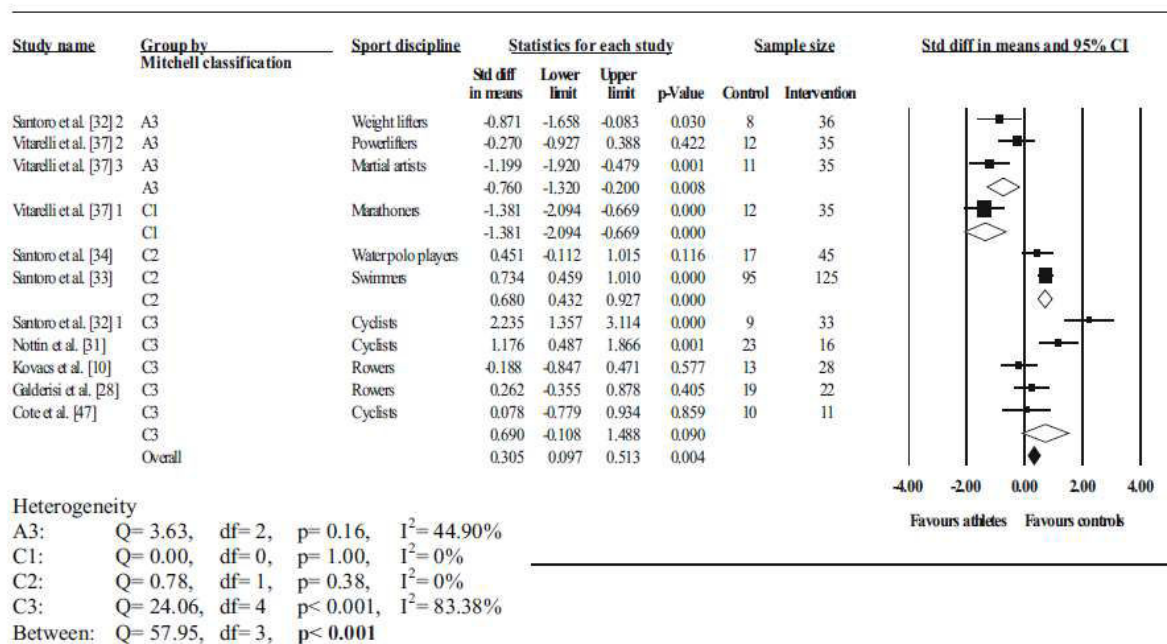 Study name Group by Mitchell classification Sport discipline Statistics for each study Sample size Std diff in means and 95% CI
Std diff in means Lower limit Upper limit p-Value Control Intervention
Santoro et al. [32] 2 A3 Weight lifters -0.871 -1.658 -0.083 0.030 8 36
Vitarelli et al. [37] 2 A3 Powerlifters -0.270 -0.927 0.388 0.422 12 35
Vitarelli et al. [37] 3 A3 Martial artists -1.199 -1.920 -0.479 0.001 11 35
A3 -0.760 -1.320 -0.200 0.008
Vitarelli et al. [37] 1 C1 Marathoners -1.381 -2.094 -0.669 0.000 12 35
C1 -1.381 -2.094 -0.669 0.000
Santoro et al. [34] C2 Water polo players 0.451 -0.112 1.015 0.116 17 45
Santoro et al. [33] C2 Swimmers 0.734 0.459 1.010 0.000 95 125
C2 0.680 0.432 0.927 0.000
Santoro et al. [32] 1 C3 Cyclists 2.235 1.357 3.114 0.000 9 33
Nottin et al. [31] C3 Cyclists 1.176 0.487 1.866 0.001 23 16
Kovacs et al. [10] C3 Rowers -0.188 -0.847 0.471 0.577 13 28
Galderisi et al. [28] C3 Rowers 0.262 -0.355 0.878 0.405 19 22
Cote et al. [47] C3 Cyclists 0.078 -0.779 0.934 0.859 10 11
C3 0.690 -0.108 1.488 0.090
Overall 0.305 0.097 0.513 0.004
-4.00 -2.00 0.00 2.00 4.00
Favours athletes Favours controls
Heterogeneity
A3: Q= 3.63, df= 2, p= 0.16, I²= 44.90%
C1: Q= 0.00, df= 0, p= 1.00, I²= 0%
C2: Q= 0.78, df= 1, p= 0.38, I²= 0%
C3: Q= 24.06, df= 4 p< 0.001, I²= 83.38%
Between: Q= 57.95, df= 3, p< 0.001